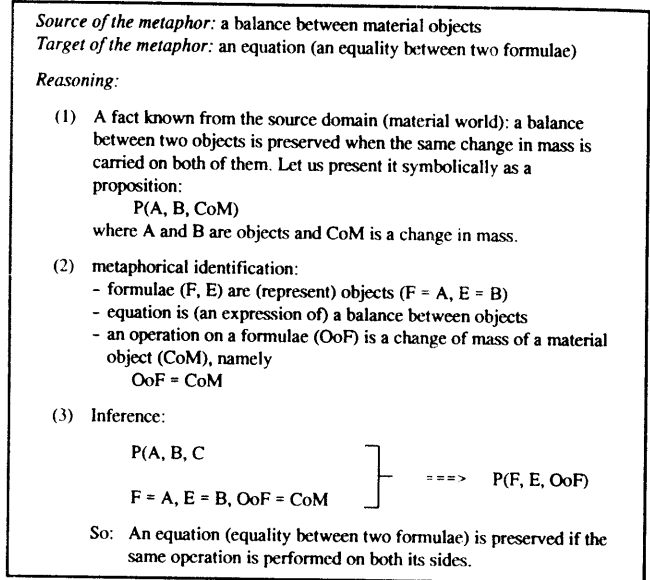 Source of the metaphor: a balance between material objects
Target of the metaphor: an equation (an equality between two formulae)
Reasoning:
(1) A fact known from the source domain (material world): a balance
between two objects is preserved when the same change in mass is
carried on both of them. Let us present it symbolically as a
proposition:
P(A, B, CoM)
where A and B are objects and CoM is a change in mass.
(2) metaphorical identification:
- formulae (F, E) are (represent) objects (F = A, E = B)
- equation is (an expression of) a balance between objects
- an operation on a formulae (OoF) is a change of mass of a material
object (CoM), namely
OoF = CoM
(3) Inference:
P(A, B, C
===> P(F, E, OoF)
F = A, E = B, OoF = CoM
So: An equation (equality between two formulae) is preserved if the
same operation is performed on both its sides.